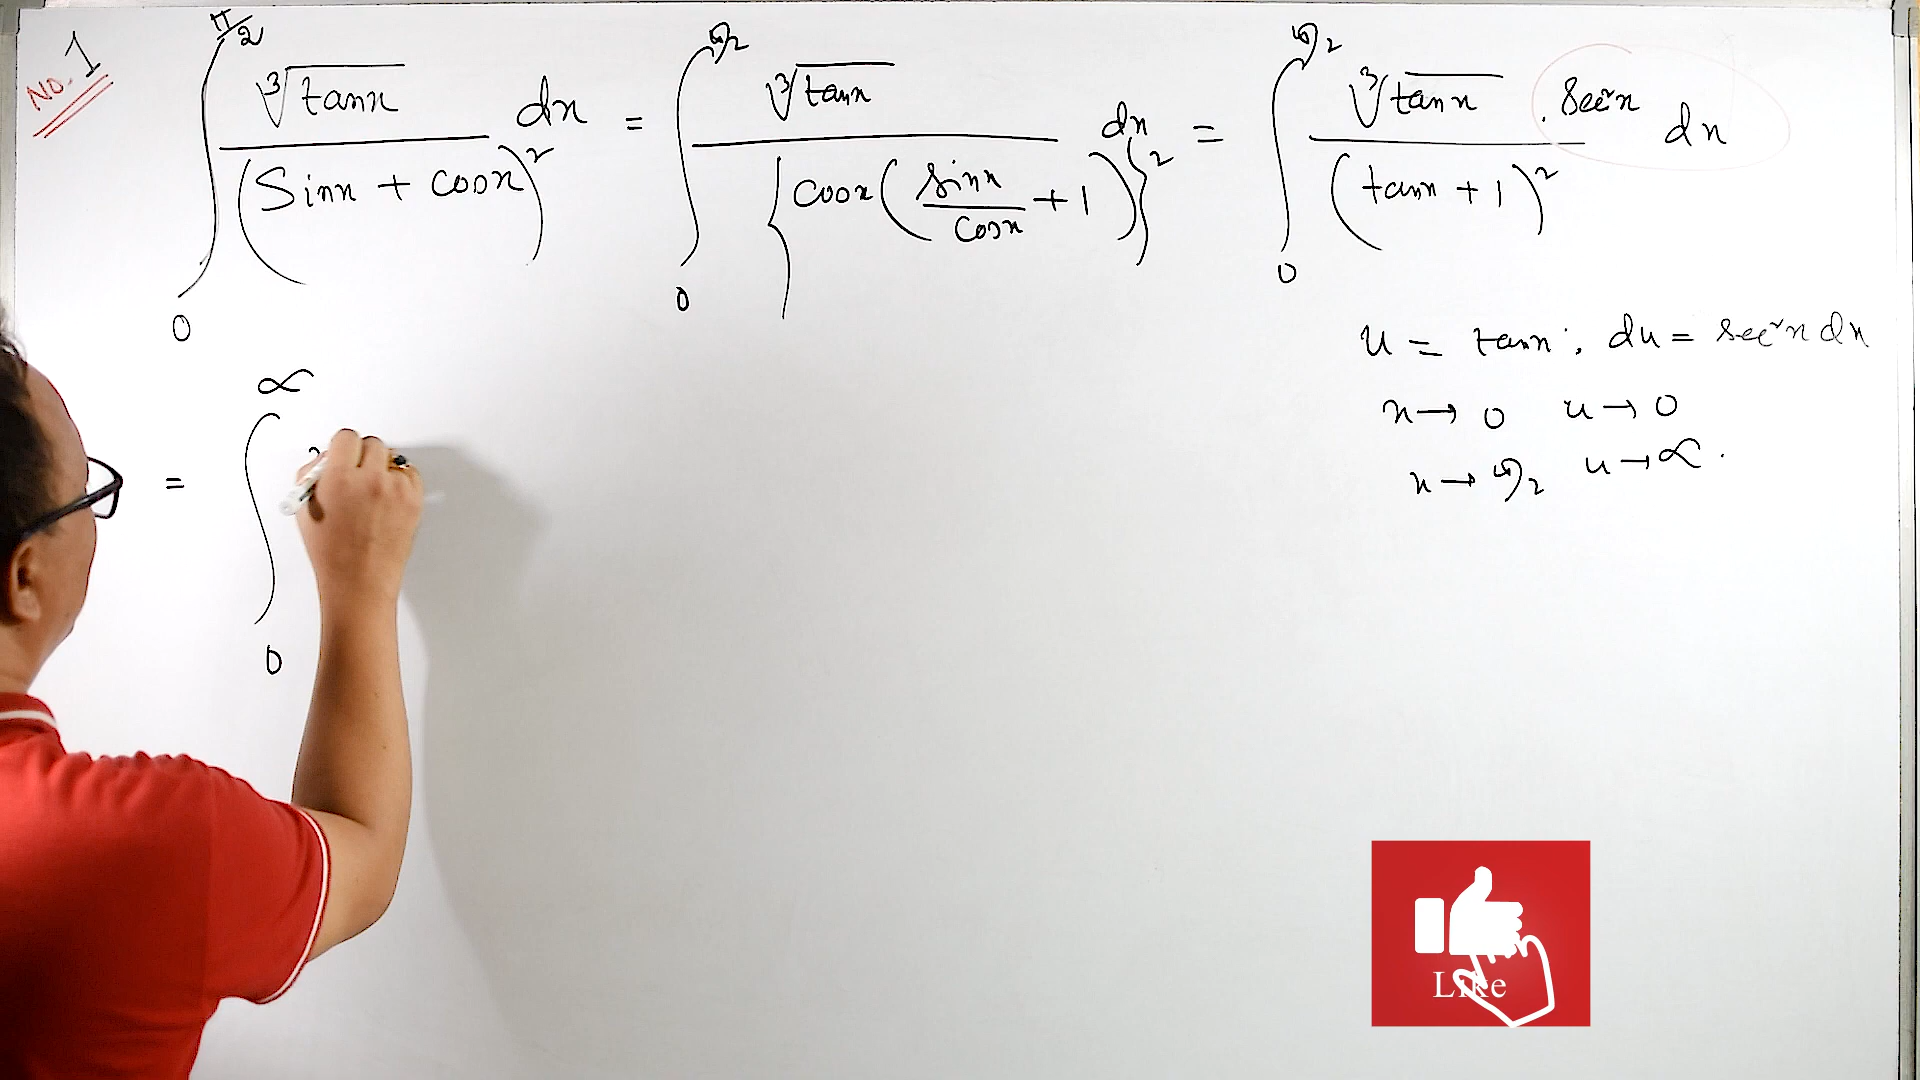 No. 1
∫₀^{π/2} ∛(tanx) / (Sinx + cosx)² dx = ∫₀^{π/2} ∛(tanx) / {cosx (sinx/cosx + 1)}² dx = ∫₀^{π/2} ∛(tanx) . Sec²x / (tanx + 1)² dx
u = tanx ; du = sec²x dx
x → 0 u → 0
x → π/2 u → ∞ .
= ∫₀^∞ 3
Like